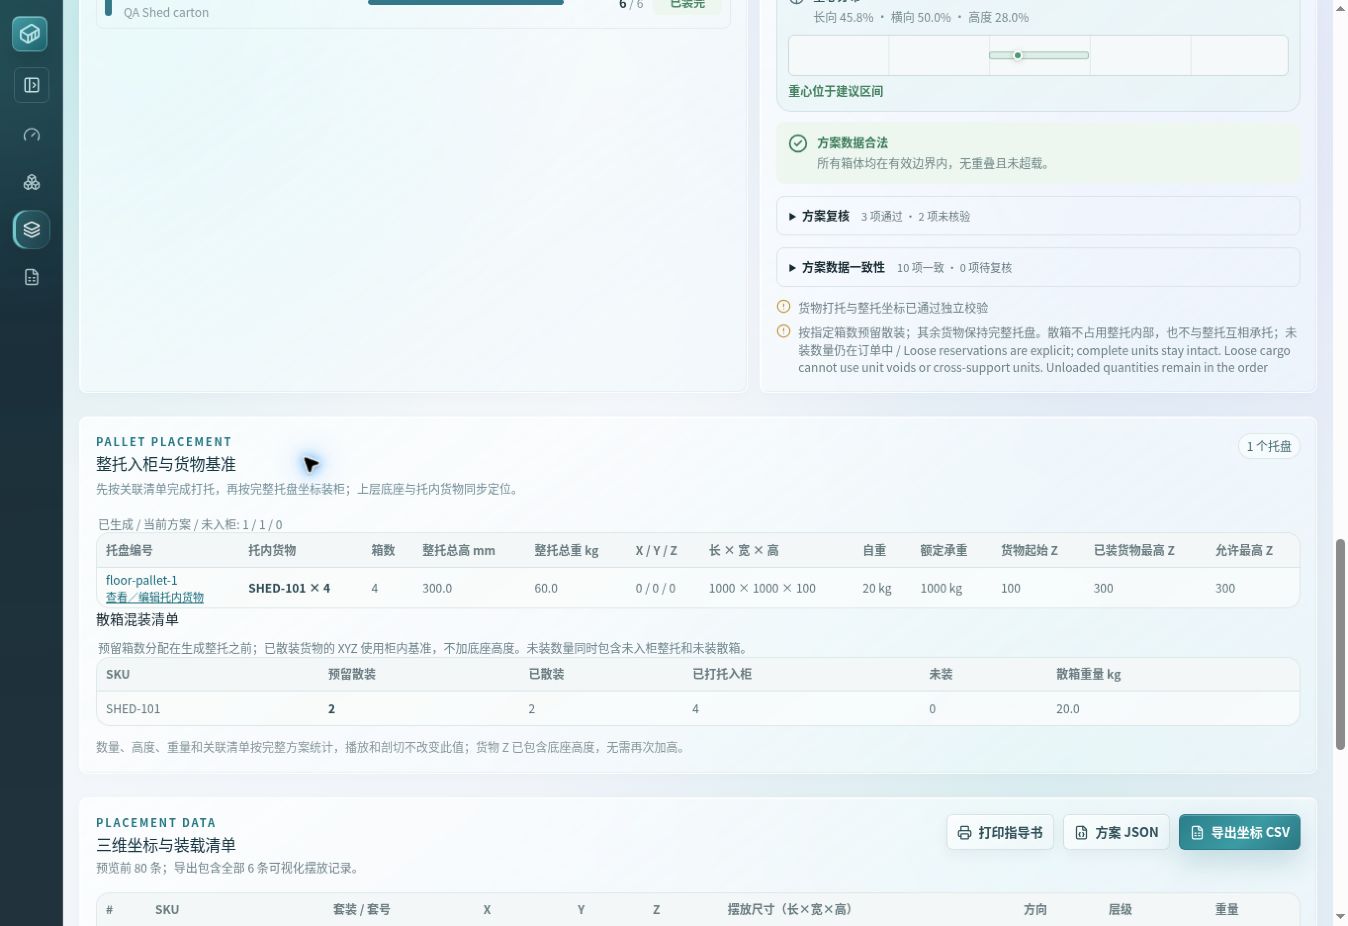 QA Shed carton
6 / 6
已装完
长向 45.8% · 横向 50.0% · 高度 28.0%
重心位于建议区间
方案数据合法
所有箱体均在有效边界内，无重叠且未超载。
方案复核 3 项通过 · 2 项未核验
方案数据一致性 10 项一致 · 0 项待复核
货物打托与整托坐标已通过独立校验
按指定箱数预留散装；其余货物保持完整托盘。散箱不占用整托内部，也不与整托互相承托；未
装数量仍在订单中 / Loose reservations are explicit; complete units stay intact. Loose cargo
cannot use unit voids or cross-support units. Unloaded quantities remain in the order
PALLET PLACEMENT
整托入柜与货物基准
1 个托盘
先按关联清单完成打托，再按完整托盘坐标装柜；上层底座与托内货物同步定位。
已生成 / 当前方案 / 未入柜: 1 / 1 / 0
托盘编号 托内货物 箱数 整托总高 mm 整托总重 kg X / Y / Z 长 × 宽 × 高 自重 额定承重 货物起始 Z 已装货物最高 Z 允许最高 Z
floor-pallet-1
查看／编辑托内货物
SHED-101 × 4 4 300.0 60.0 0 / 0 / 0 1000 × 1000 × 100 20 kg 1000 kg 100 300 300
散箱混装清单
预留箱数分配在生成整托之前；已散装货物的 XYZ 使用柜内基准，不加底座高度。未装数量同时包含未入柜整托和未装散箱。
SKU 预留散装 已散装 已打托入柜 未装 散箱重量 kg
SHED-101 2 2 4 0 20.0
数量、高度、重量和关联清单按完整方案统计，播放和剖切不改变此值；货物 Z 已包含底座高度，无需再次加高。
PLACEMENT DATA
三维坐标与装载清单
预览前 80 条；导出包含全部 6 条可视化摆放记录。
打印指导书
方案 JSON
导出坐标 CSV
# SKU 套装 / 套号 X Y Z 摆放尺寸（长×宽×高） 方向 层级 重量